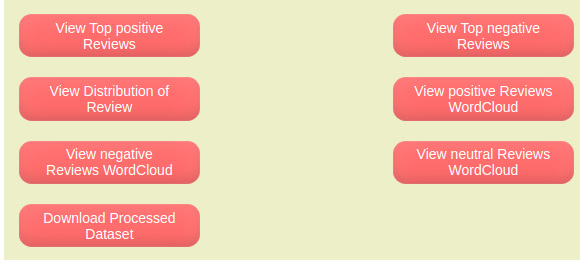 View Top positive
Reviews
View Top negative
Reviews
View Distribution of
Review
View positive Reviews
WordCloud
View negative
Reviews WordCloud
View neutral Reviews
WordCloud
Download Processed
Dataset